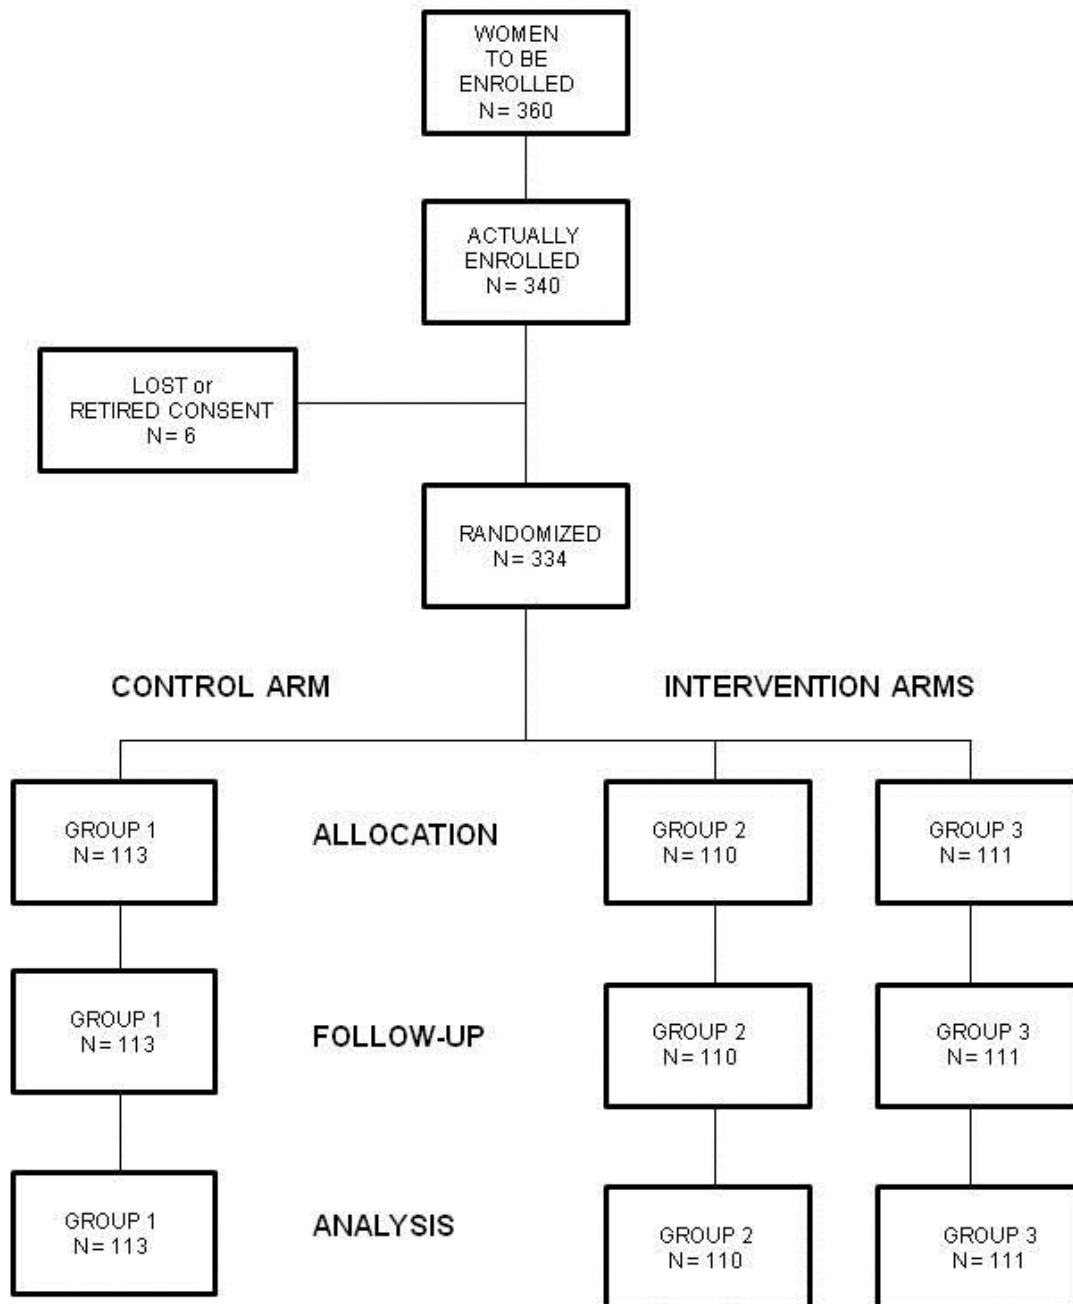 WOMEN
TO BE
ENROLLED
N= 360
ACTUALLY
ENROLLED
N= 340
LOST or
RETIRED CONSENT
N= 6
RANDOMIZED
N= 334
CONTROL ARM
INTERVENTION ARMS
GROUP 1
N= 113
ALLOCATION
GROUP 2
N= 110
GROUP 3
N= 111
GROUP 1
N= 113
FOLLOW-UP
GROUP 2
N= 110
GROUP 3
N= 111
GROUP 1
N= 113
ANALYSIS
GROUP 2
N= 110
GROUP 3
N= 111